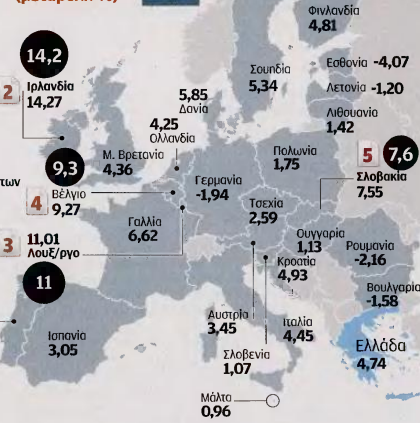 Φινλανδία
4,81
14,2
2
Ιρλανδία
14,27
Σουηδία
5,34
Εσθονία -4,07
Λετονία -1,20
Λιθουανία
1,42
5,85
Δανία
4,25
Ολλανδία
Μ. Βρετανία
4,36
9,3
των
4
Βέλγιο
9,27
Γερμανία
-1,94
Πολωνία
1,75
5
7,6
Σλοβακία
7,55
Τσεχία
2,59
Γαλλία
6,62
3
11,01
Λουξ/ργο
11
Ουγγαρία
1,13
Ρουμανία
-2,16
Κροατία
4,93
Βουλγαρία
-1,58
Αυστρία
3,45
Ιταλία
4,45
Ισπανία
3,05
Σλοβενία
1,07
Ελλάδα
4,74
Μάλτα
0,96